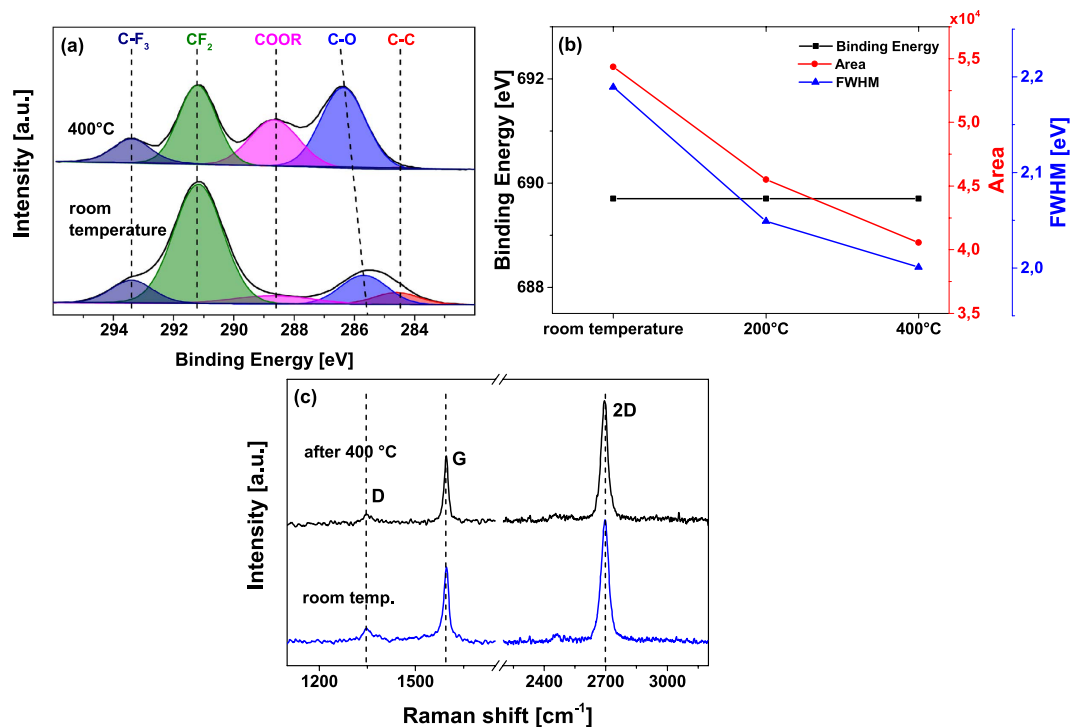 (a)
C-F3 CF2 COOR C-O C-C
400°C
room
temperature
Intensity [a.u.]
294 292 290 288 286 284
Binding Energy [eV]
(b)
Binding Energy
Area
FWHM
Binding Energy [eV]
692
690
688
room temperature 200°C 400°C
x10⁴
5,5
5,0
4,5
4,0
3,5
Area
2,2
2,1
2,0
FWHM [eV]
(c)
after 400 °C
D
G
2D
room temp.
Intensity [a.u.]
1200 1500 2400 2700 3000
Raman shift [cm⁻¹]